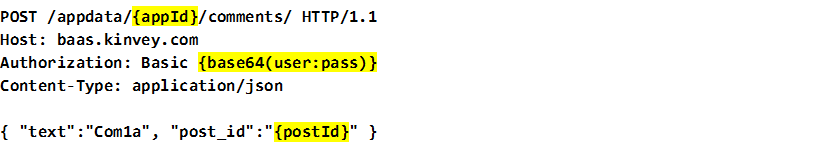 POST /appdata/{appId}/comments/ HTTP/1.1
Host: baas.kinvey.com
Authorization: Basic {base64(user:pass)}
Content-Type: application/json
{ "text":"Com1a", "post_id":"{postId}" }